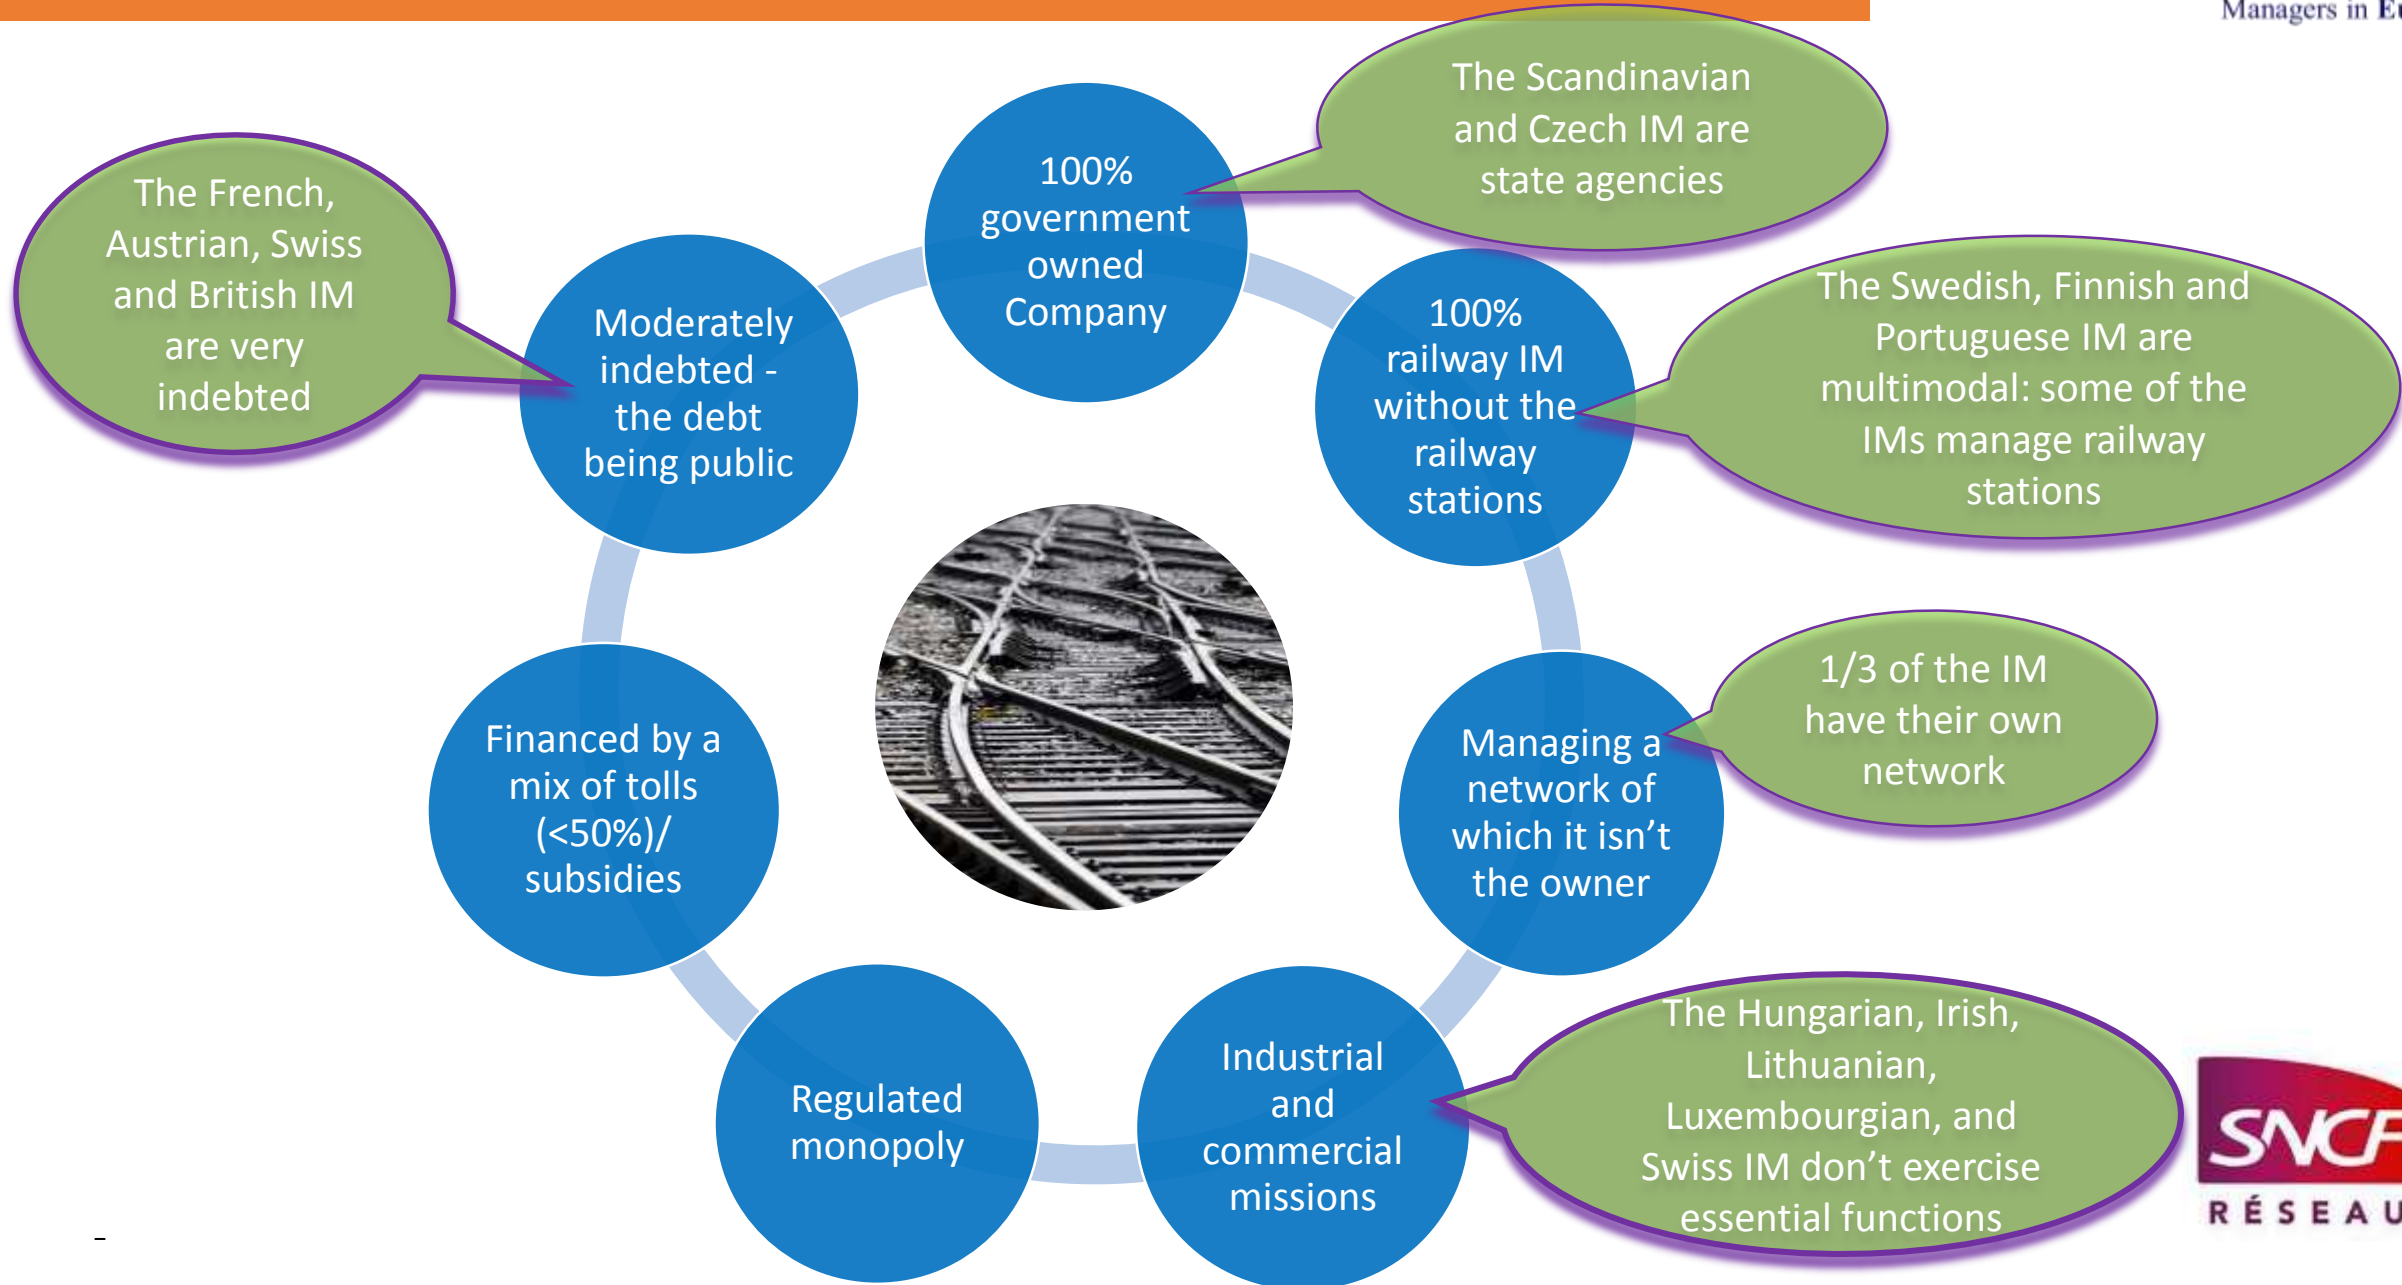 Managers in Eu
The Scandinavian
and Czech IM are
state agencies
100%
government
owned
Company
The French,
Austrian, Swiss
and British IM
are very
indebted
Moderately
indebted -
the debt
being public
100%
railway IM
without the
railway
stations
The Swedish, Finnish and
Portuguese IM are
multimodal: some of the
IMs manage railway
stations
1/3 of the IM
have their own
network
Managing a
network of
which it isn’t
the owner
Financed by a
mix of tolls
(<50%)/
subsidies
Regulated
monopoly
Industrial
and
commercial
missions
The Hungarian, Irish,
Lithuanian,
Luxembourgian, and
Swiss IM don’t exercise
essential functions
SNCF
RÉSEAU
-